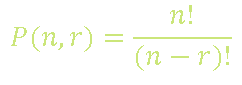 P(n, r) = n! / (n − r)!